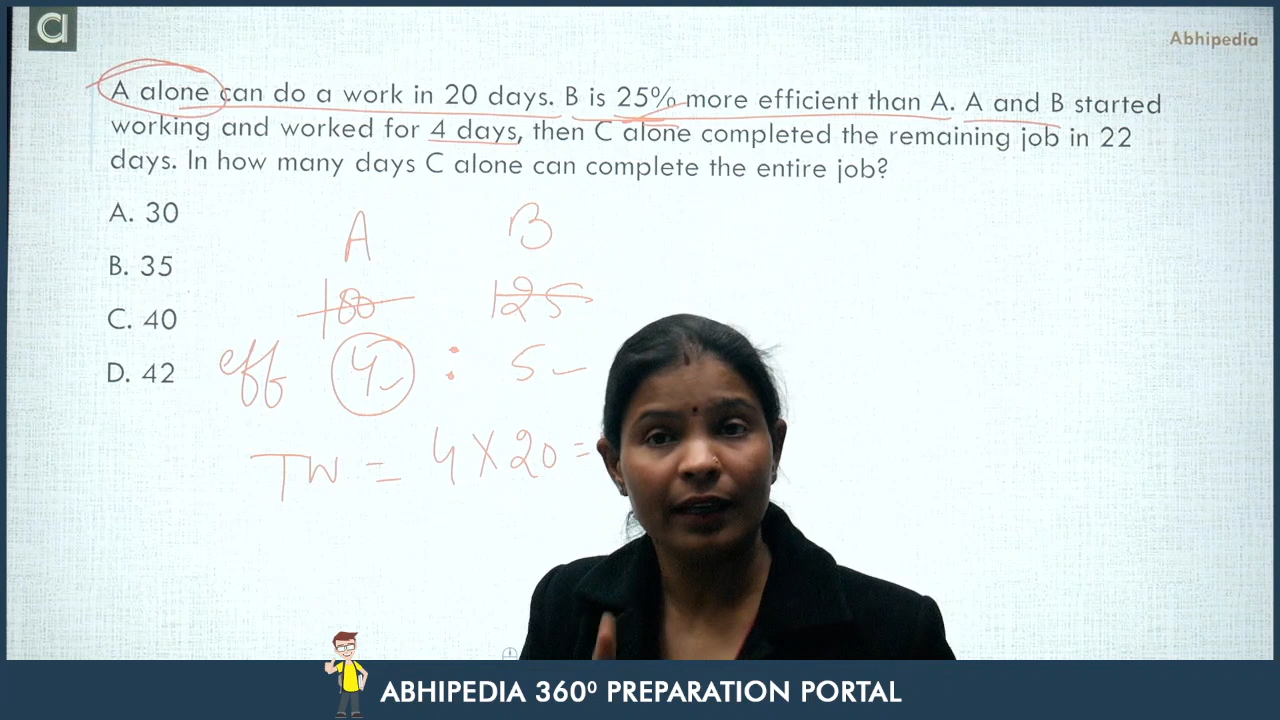 a
Abhipedia
A alone can do a work in 20 days. B is 25% more efficient than A. A and B started
working and worked for 4 days, then C alone completed the remaining job in 22
days. In how many days C alone can complete the entire job?
A. 30
B. 35
C. 40
D. 42
A B
100 125
eff 4 : 5
TW = 4 X 20 =
ABHIPEDIA 360⁰ PREPARATION PORTAL